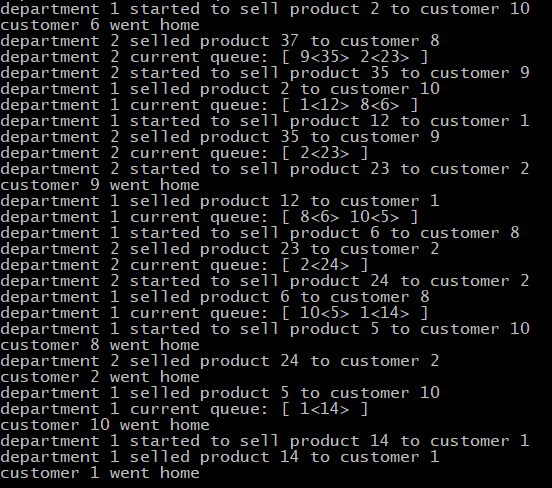 department 1 started to sell product 2 to customer 10
customer 6 went home
department 2 selled product 37 to customer 8
department 2 current queue: [ 9<35> 2<23> ]
department 2 started to sell product 35 to customer 9
department 1 selled product 2 to customer 10
department 1 current queue: [ 1<12> 8<6> ]
department 1 started to sell product 12 to customer 1
department 2 selled product 35 to customer 9
department 2 current queue: [ 2<23> ]
department 2 started to sell product 23 to customer 2
customer 9 went home
department 1 selled product 12 to customer 1
department 1 current queue: [ 8<6> 10<5> ]
department 1 started to sell product 6 to customer 8
department 2 selled product 23 to customer 2
department 2 current queue: [ 2<24> ]
department 2 started to sell product 24 to customer 2
department 1 selled product 6 to customer 8
department 1 current queue: [ 10<5> 1<14> ]
department 1 started to sell product 5 to customer 10
customer 8 went home
department 2 selled product 24 to customer 2
customer 2 went home
department 1 selled product 5 to customer 10
department 1 current queue: [ 1<14> ]
customer 10 went home
department 1 started to sell product 14 to customer 1
department 1 selled product 14 to customer 1
customer 1 went home